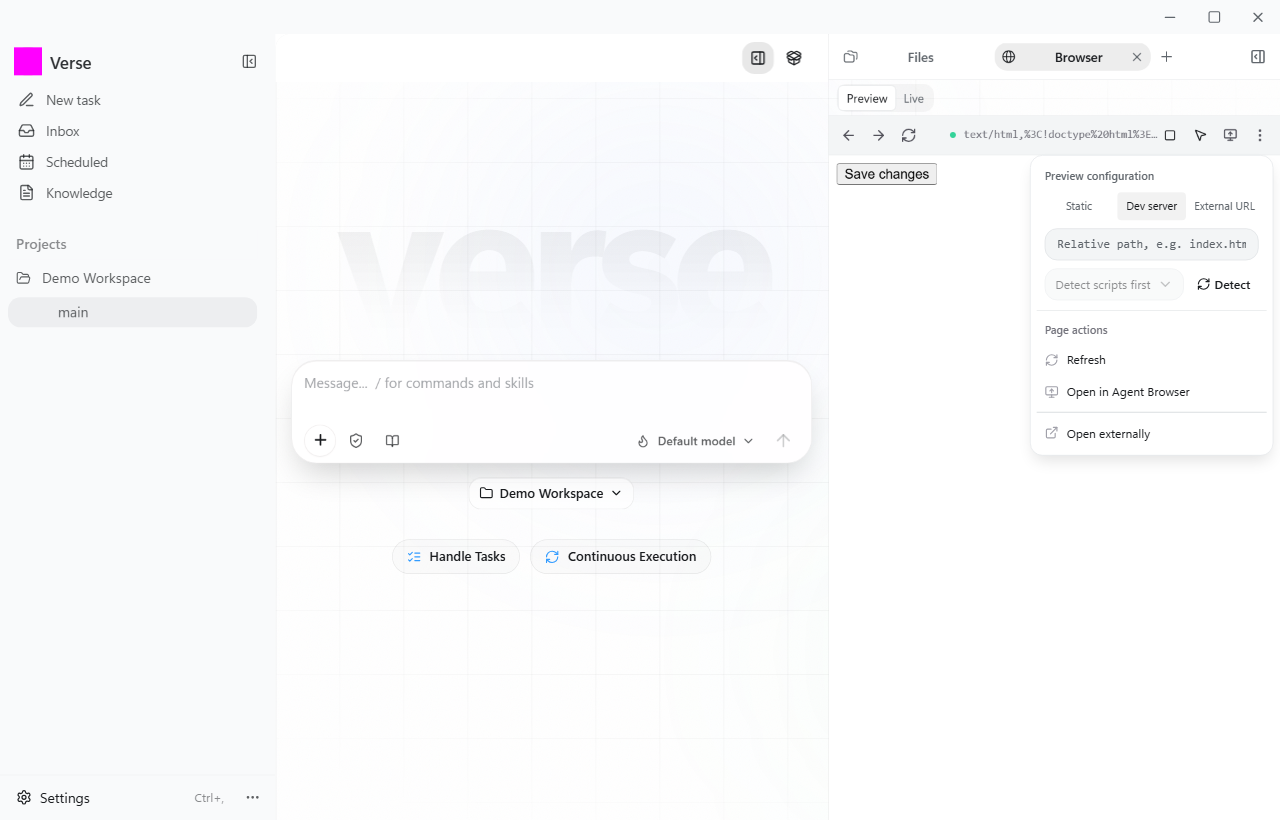 Verse
New task
Inbox
Scheduled
Knowledge
Projects
Demo Workspace
main
Settings
Ctrl+,
verse
Message... / for commands and skills
Default model
Demo Workspace
Handle Tasks
Continuous Execution
Files
Browser
Preview
Live
text/html,%3C!doctype%20html%3E…
Save changes
Preview configuration
Static
Dev server
External URL
Relative path, e.g. index.htm
Detect scripts first
Detect
Page actions
Refresh
Open in Agent Browser
Open externally